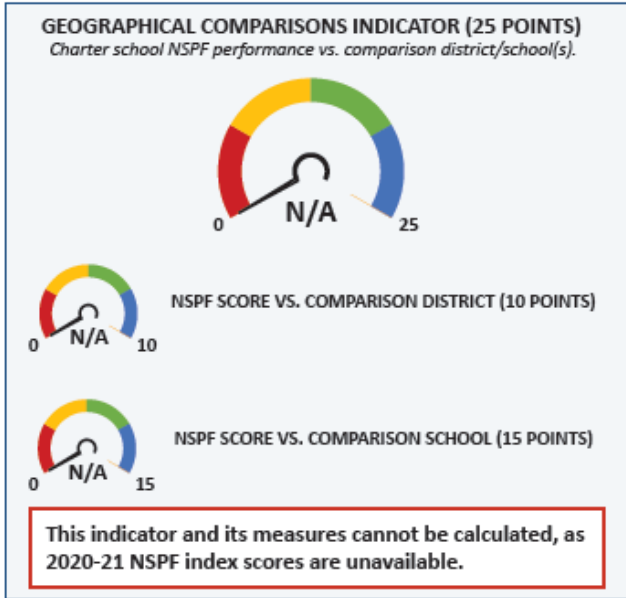 GEOGRAPHICAL COMPARISONS INDICATOR (25 POINTS)
Charter school NSPF performance vs. comparison district/school(s).
N/A
0
25
NSPF SCORE VS. COMPARISON DISTRICT (10 POINTS)
N/A
0
10
NSPF SCORE VS. COMPARISON SCHOOL (15 POINTS)
N/A
0
15
This indicator and its measures cannot be calculated, as
2020-21 NSPF index scores are unavailable.